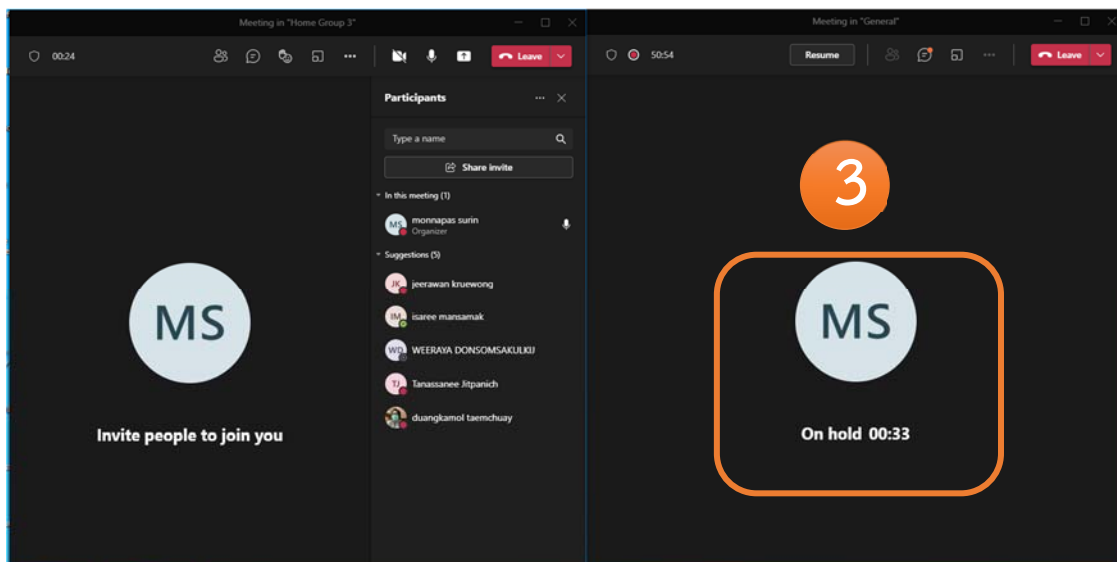 Meeting in "Home Group 3"
00:24
Leave
Participants
Type a name
Share invite
In this meeting (1)
MS
monnapas surin
Organizer
Suggestions (5)
JK
jeerawan kruewong
IM
isaree mansamak
WD
WEERAYA DONSOMSAKULKIJ
TJ
Tanassanee Jitpanich
duangkamol taemchuay
MS
Invite people to join you
Meeting in "General"
50:54
Resume
Leave
3
MS
On hold 00:33